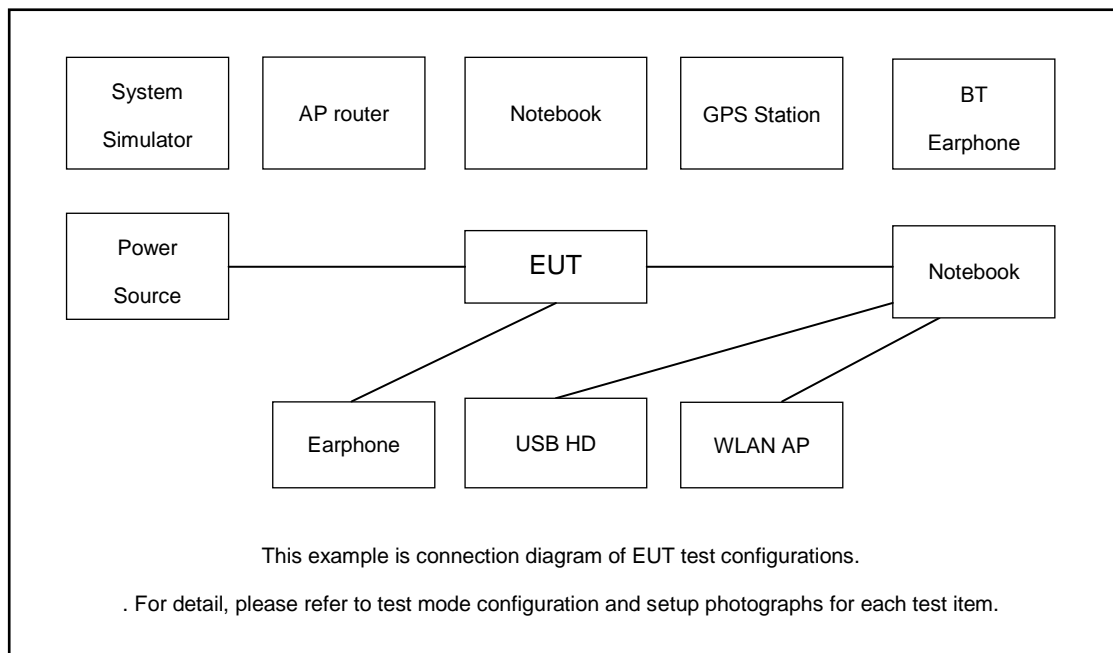 System
Simulator
AP router
Notebook
GPS Station
BT
Earphone
Power
Source
EUT
Notebook
Earphone
USB HD
WLAN AP
This example is connection diagram of EUT test configurations.
. For detail, please refer to test mode configuration and setup photographs for each test item.